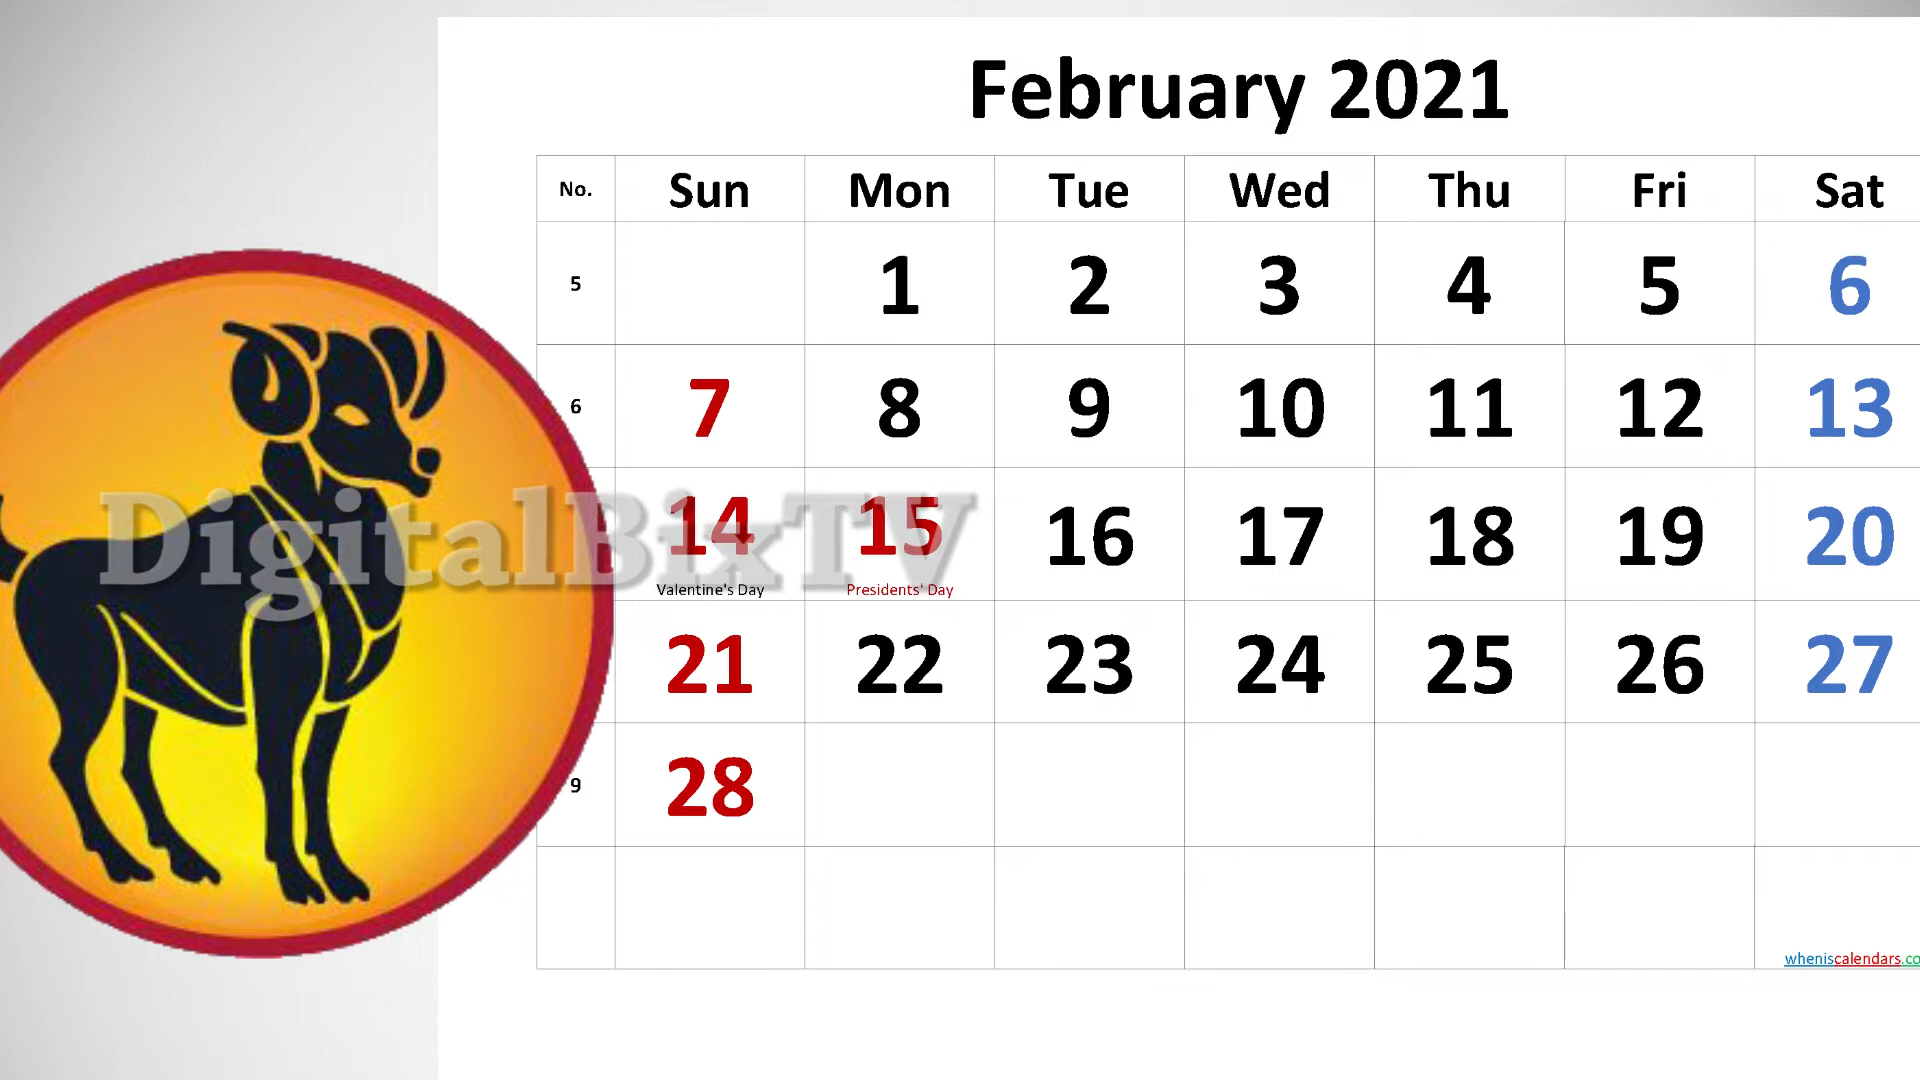 February 2021
No. Sun Mon Tue Wed Thu Fri Sat
5 1 2 3 4 5 6
6 7 8 9 10 11 12 13
14 15 16 17 18 19 20
DigitalBixTV
Valentine's Day Presidents' Day
21 22 23 24 25 26 27
9 28
wheniscalendars.co